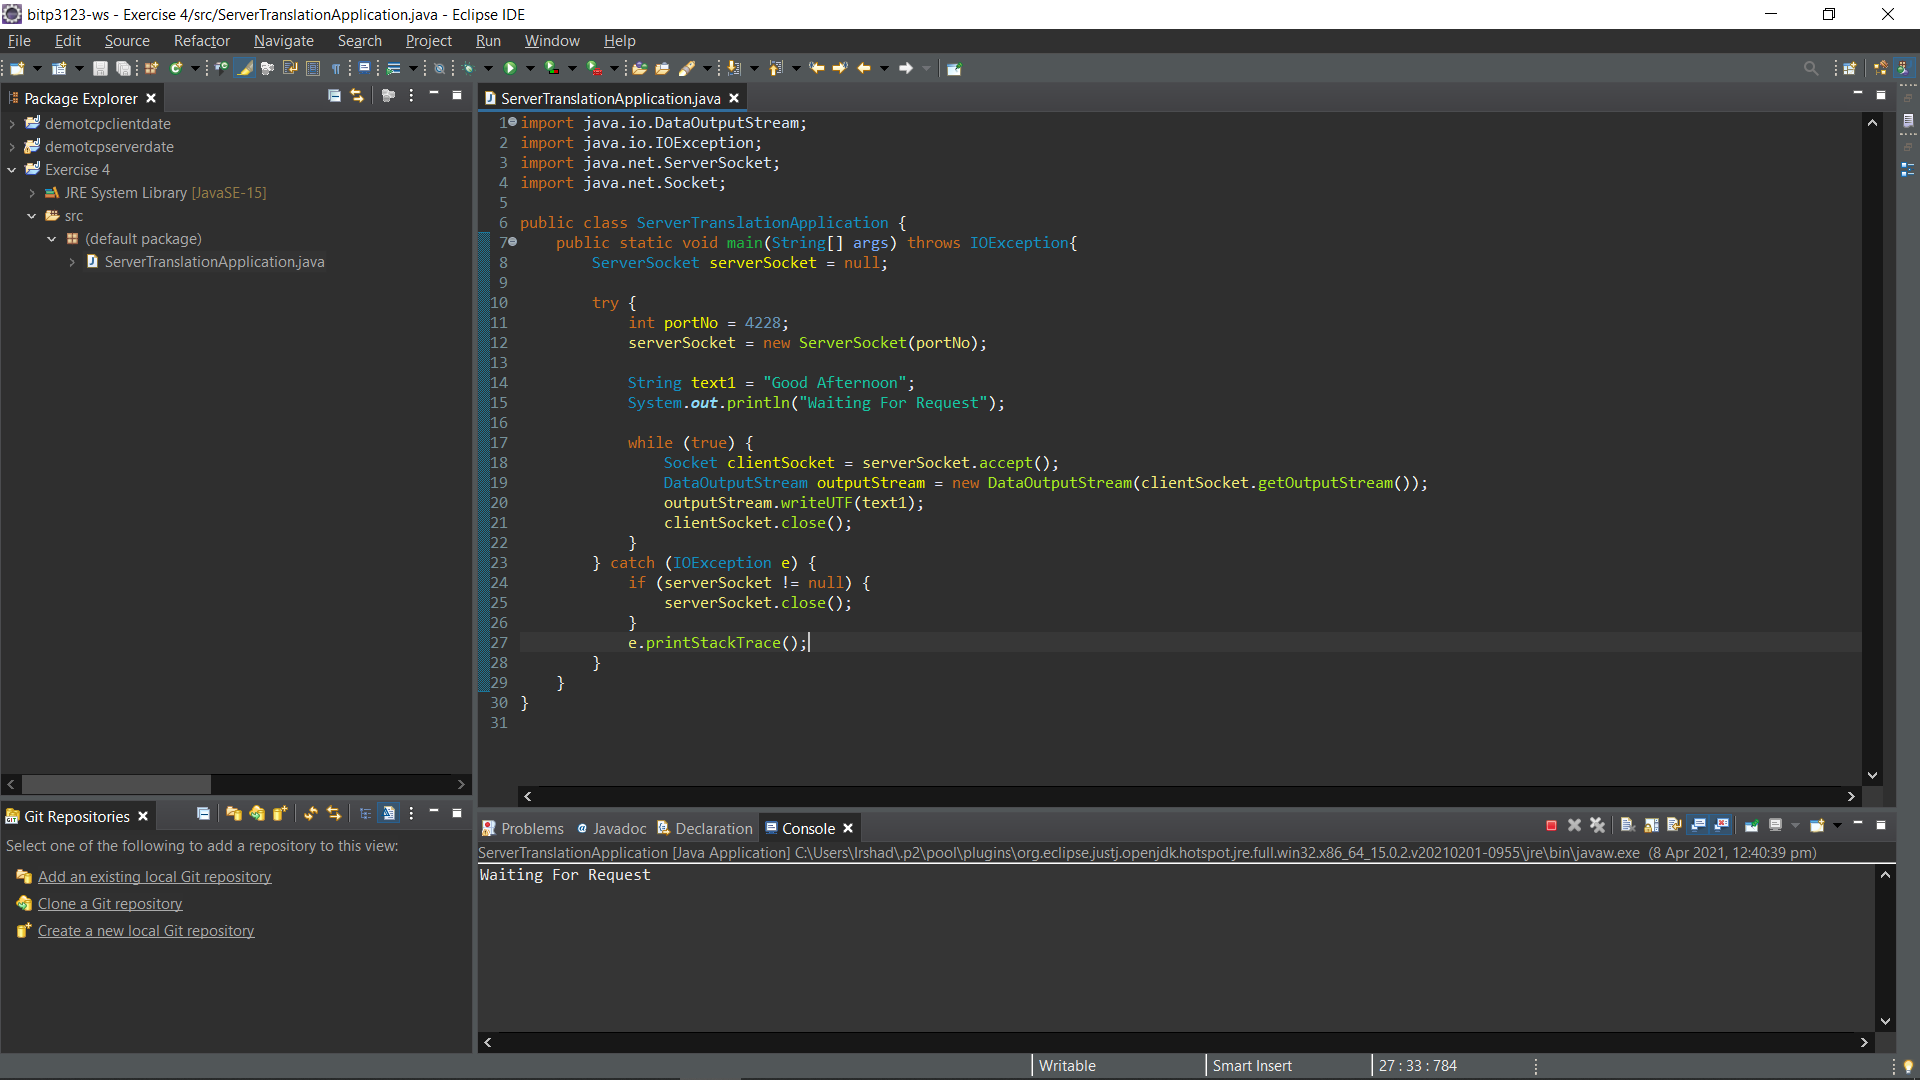 bitp3123-ws - Exercise 4/src/ServerTranslationApplication.java - Eclipse IDE
File Edit Source Refactor Navigate Search Project Run Window Help
Package Explorer
demotcpclientdate
demotcpserverdate
Exercise 4
JRE System Library [JavaSE-15]
src
(default package)
ServerTranslationApplication.java
ServerTranslationApplication.java
1 import java.io.DataOutputStream;
2 import java.io.IOException;
3 import java.net.ServerSocket;
4 import java.net.Socket;
5
6 public class ServerTranslationApplication {
7     public static void main(String[] args) throws IOException{
8         ServerSocket serverSocket = null;
9
10         try {
11             int portNo = 4228;
12             serverSocket = new ServerSocket(portNo);
13
14             String text1 = "Good Afternoon";
15             System.out.println("Waiting For Request");
16
17             while (true) {
18                 Socket clientSocket = serverSocket.accept();
19                 DataOutputStream outputStream = new DataOutputStream(clientSocket.getOutputStream());
20                 outputStream.writeUTF(text1);
21                 clientSocket.close();
22             }
23         } catch (IOException e) {
24             if (serverSocket != null) {
25                 serverSocket.close();
26             }
27             e.printStackTrace();
28         }
29     }
30 }
31
Git Repositories
Select one of the following to add a repository to this view:
Add an existing local Git repository
Clone a Git repository
Create a new local Git repository
Problems Javadoc Declaration Console
ServerTranslationApplication [Java Application] C:\Users\Irshad\.p2\pool\plugins\org.eclipse.justj.openjdk.hotspot.jre.full.win32.x86_64_15.0.2.v20210201-0955\jre\bin\javaw.exe (8 Apr 2021, 12:40:39 pm)
Waiting For Request
Writable Smart Insert 27 : 33 : 784